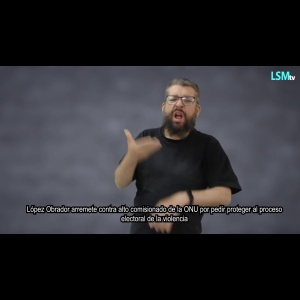 LSMtv
López Obrador arremete contra alto comisionado de la ONU por pedir proteger al proceso
electoral de la violencia